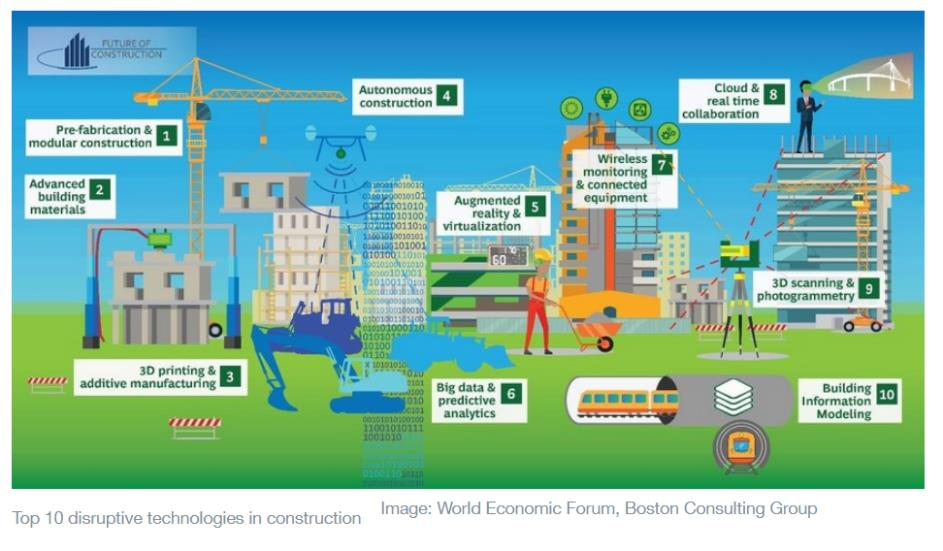 FUTURE OF
CONSTRUCTION
Pre-fabrication &
modular construction
1
Advanced
building
materials
2
3D printing &
additive manufacturing
3
Autonomous
construction
4
Augmented
reality &
virtualization
5
60
Big data &
predictive
analytics
6
Wireless
monitoring
& connected
equipment
7
Cloud &
real time
collaboration
8
3D scanning &
photogrammetry
9
Building
Information
Modeling
10
Top 10 disruptive technologies in construction
Image: World Economic Forum, Boston Consulting Group